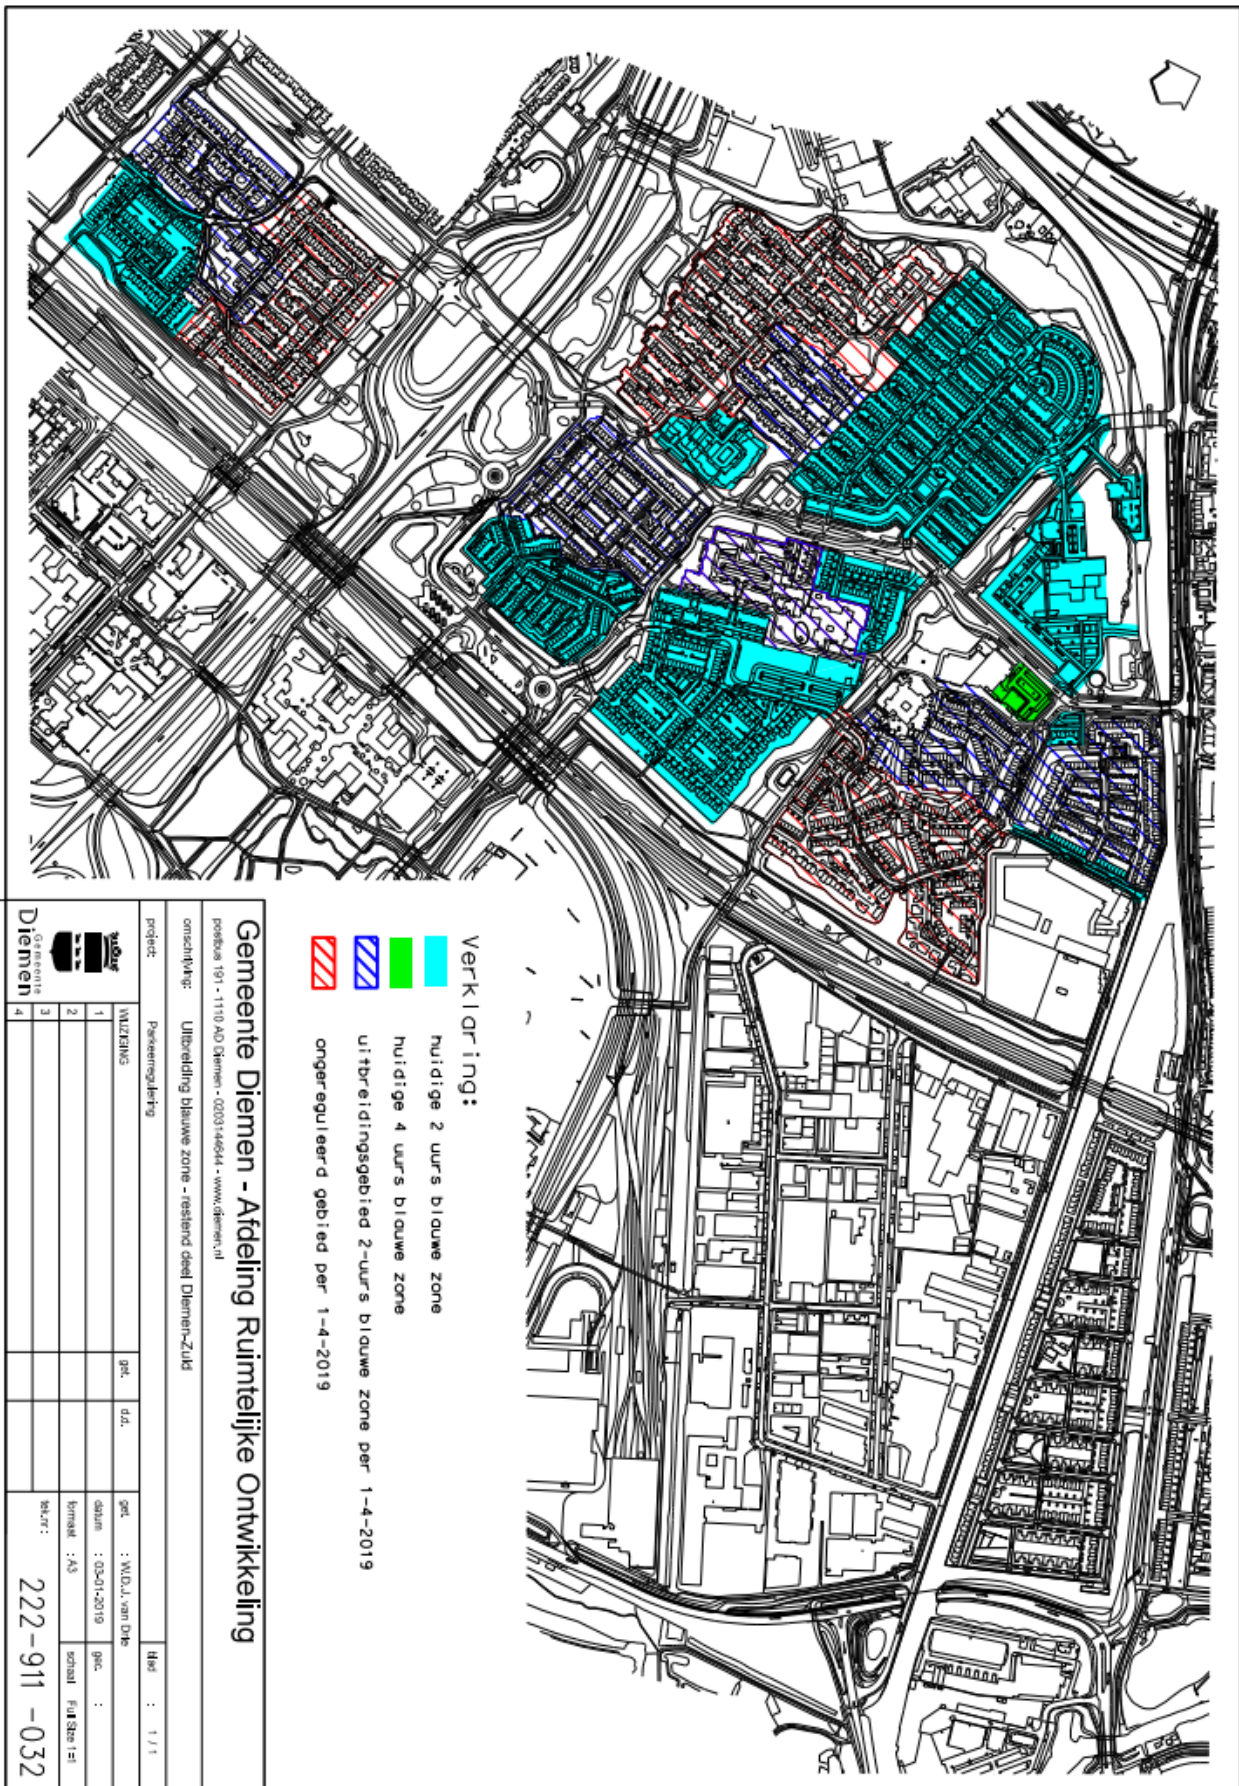 Verklaring:
huidige 2 uurs blauwe zone
huidige 4 uurs blauwe zone
uitbreidingsgebied 2-uurs blauwe zone per 1-4-2019
ongereguleerd gebied per 1-4-2019
Gemeente Diemen - Afdeling Ruimtelijke Ontwikkeling
postbus 191 - 1110 AD Diemen - 0203144644 - www.diemen.nl
omschrijving: Uitbreiding blauwe zone - restend deel Diemen-Zuid
project: Parkeerregulering
blad : 1 / 1
WIJZIGING get. d.d.
get. : W.D.J. van Drie
1
datum : 03-01-2019 gec. :
2
formaat : A3 schaal Full Size 1=1
3
tek.nr : 222-911-032
4
Gemeente
Diemen